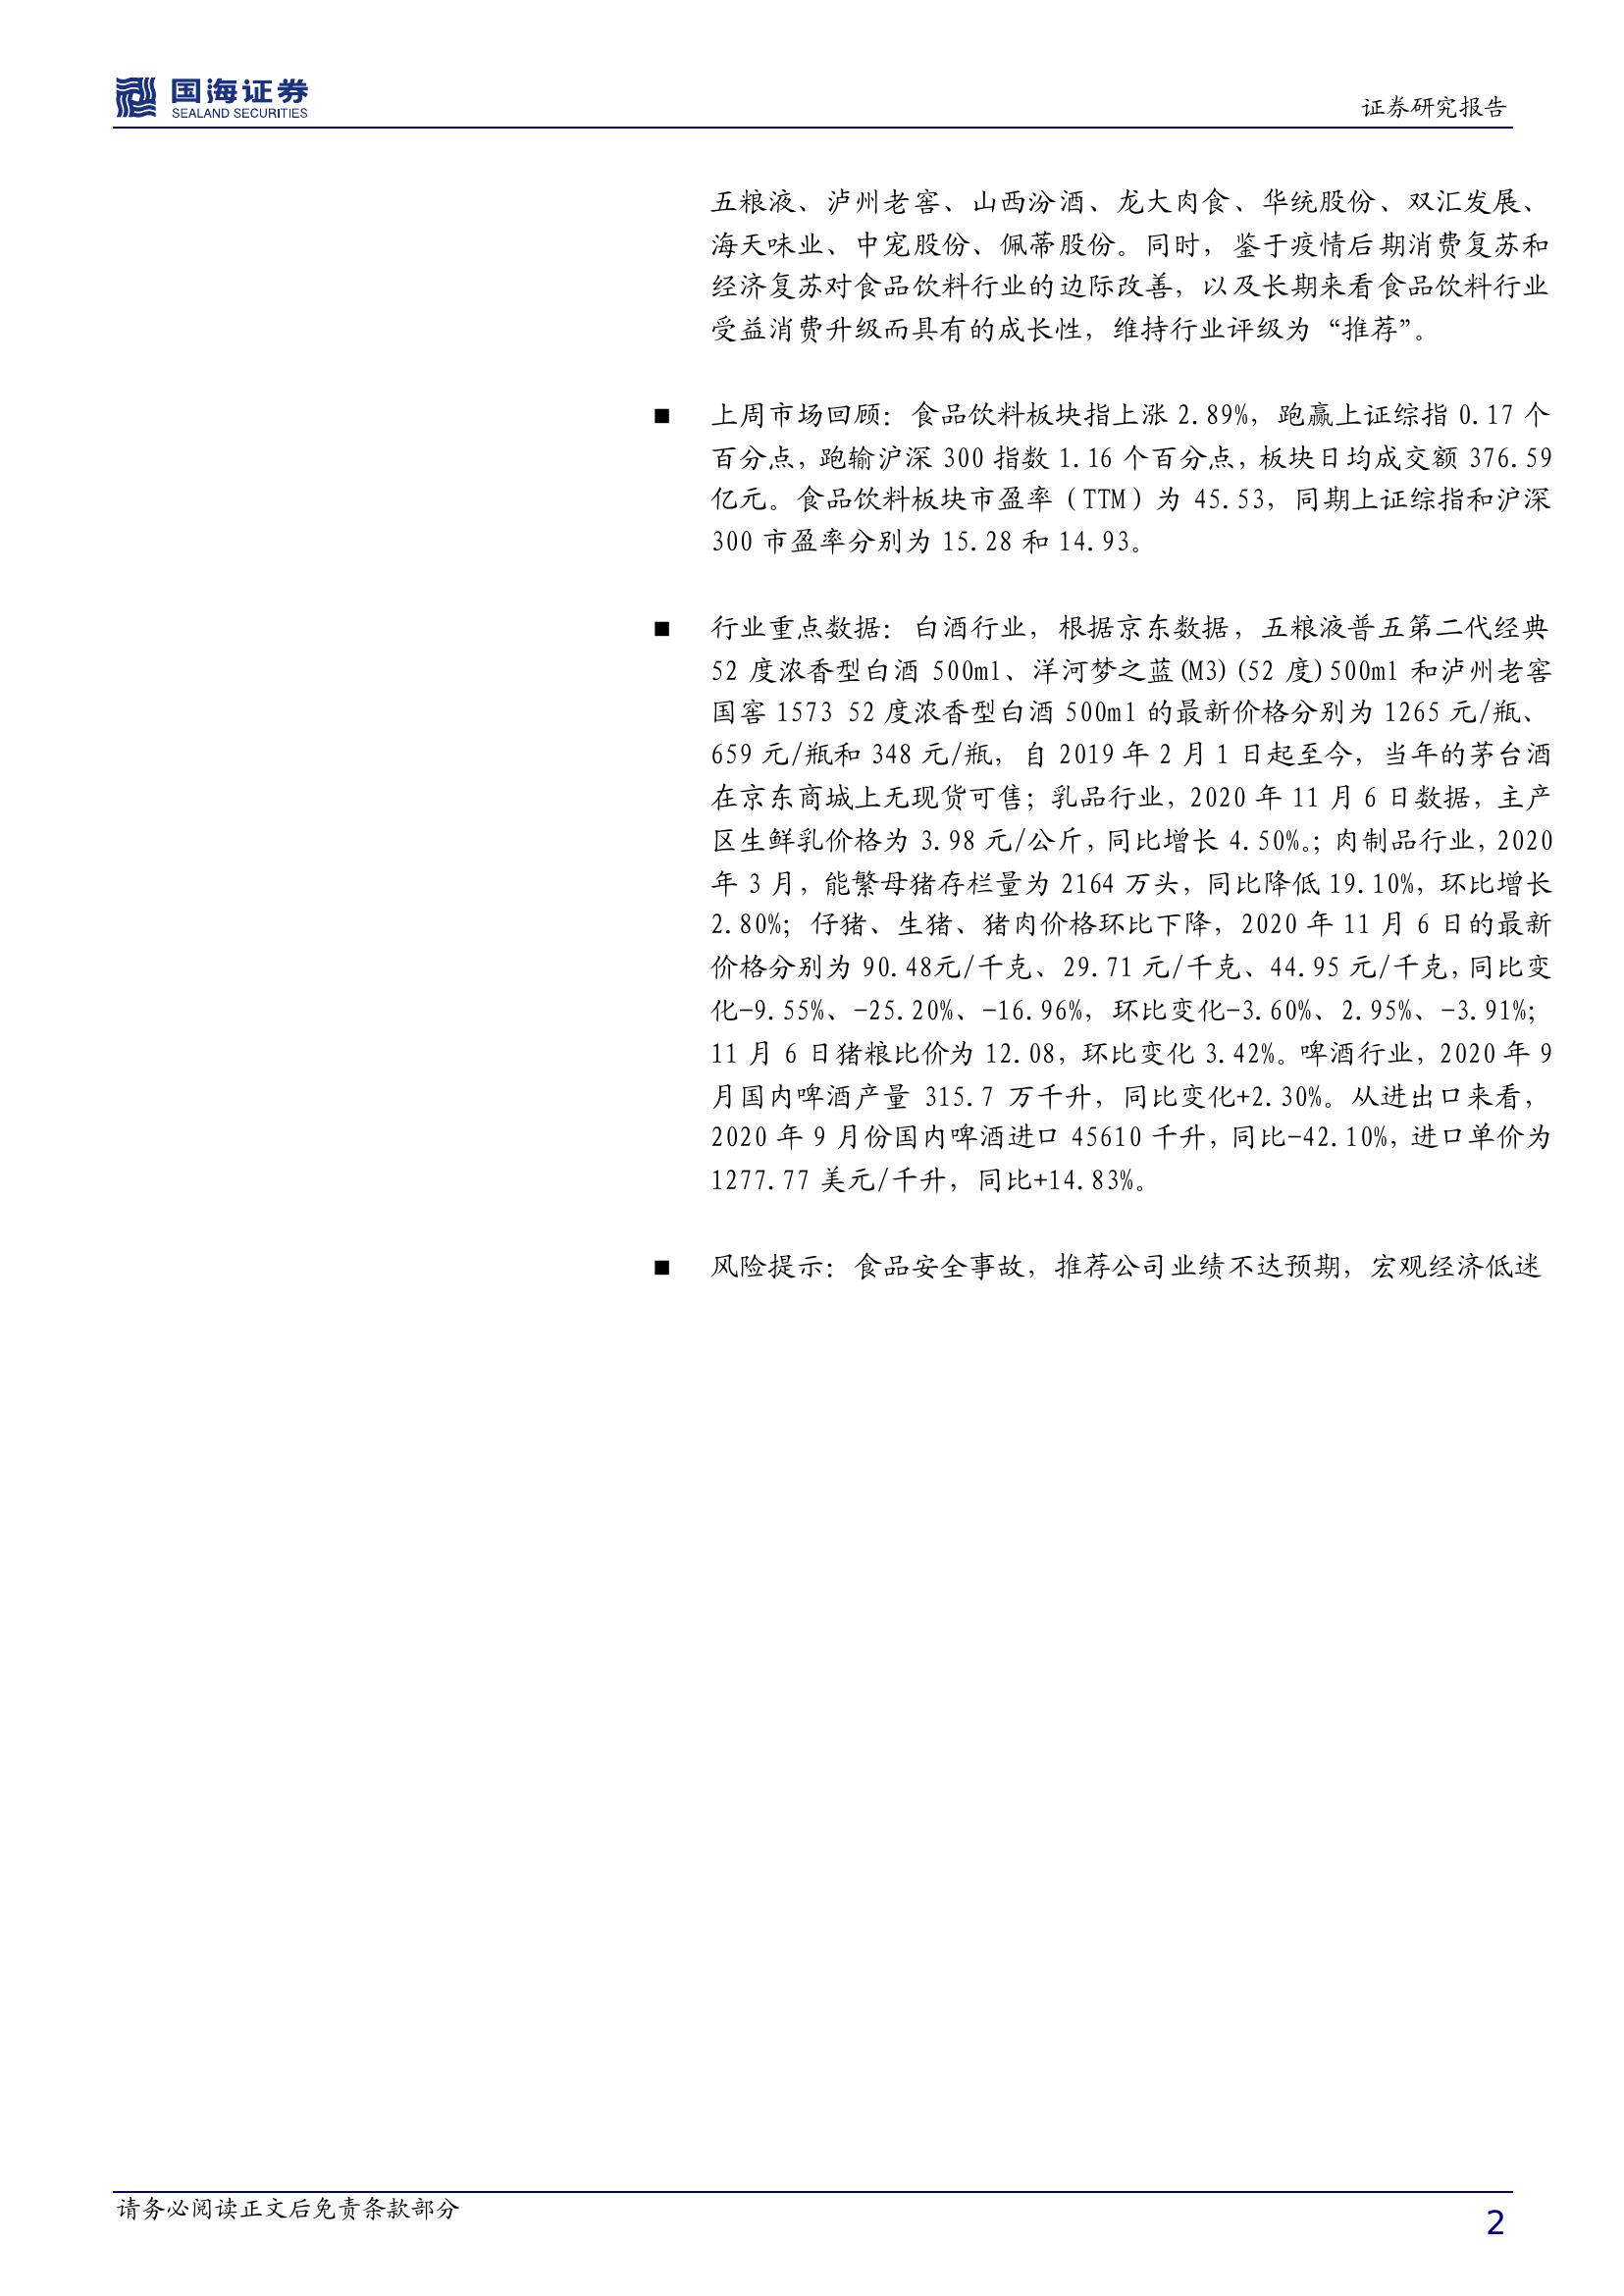 国海证券
SEALAND SECURITIES
证券研究报告
五粮液、泸州老窖、山西汾酒、龙大肉食、华统股份、双汇发展、
海天味业、中宠股份、佩蒂股份。同时，鉴于疫情后期消费复苏和
经济复苏对食品饮料行业的边际改善，以及长期来看食品饮料行业
受益消费升级而具有的成长性，维持行业评级为“推荐”。
■ 上周市场回顾：食品饮料板块指上涨 2.89%，跑赢上证综指 0.17 个
百分点，跑输沪深 300 指数 1.16 个百分点，板块日均成交额 376.59
亿元。食品饮料板块市盈率（TTM）为 45.53，同期上证综指和沪深
300 市盈率分别为 15.28 和 14.93。
■ 行业重点数据：白酒行业，根据京东数据，五粮液普五第二代经典
52 度浓香型白酒 500ml、洋河梦之蓝(M3)(52 度)500ml 和泸州老窖
国窖 1573 52 度浓香型白酒 500ml 的最新价格分别为 1265 元/瓶、
659 元/瓶和 348 元/瓶，自 2019 年 2 月 1 日起至今，当年的茅台酒
在京东商城上无现货可售；乳品行业，2020 年 11 月 6 日数据，主产
区生鲜乳价格为 3.98 元/公斤，同比增长 4.50%。；肉制品行业，2020
年 3 月，能繁母猪存栏量为 2164 万头，同比降低 19.10%，环比增长
2.80%；仔猪、生猪、猪肉价格环比下降，2020 年 11 月 6 日的最新
价格分别为 90.48元/千克、29.71 元/千克、44.95 元/千克，同比变
化-9.55%、-25.20%、-16.96%，环比变化-3.60%、2.95%、-3.91%；
11 月 6 日猪粮比价为 12.08，环比变化 3.42%。啤酒行业，2020 年 9
月国内啤酒产量 315.7 万千升，同比变化+2.30%。从进出口来看，
2020 年 9 月份国内啤酒进口 45610 千升，同比-42.10%，进口单价为
1277.77 美元/千升，同比+14.83%。
■ 风险提示：食品安全事故，推荐公司业绩不达预期，宏观经济低迷
请务必阅读正文后免责条款部分
2